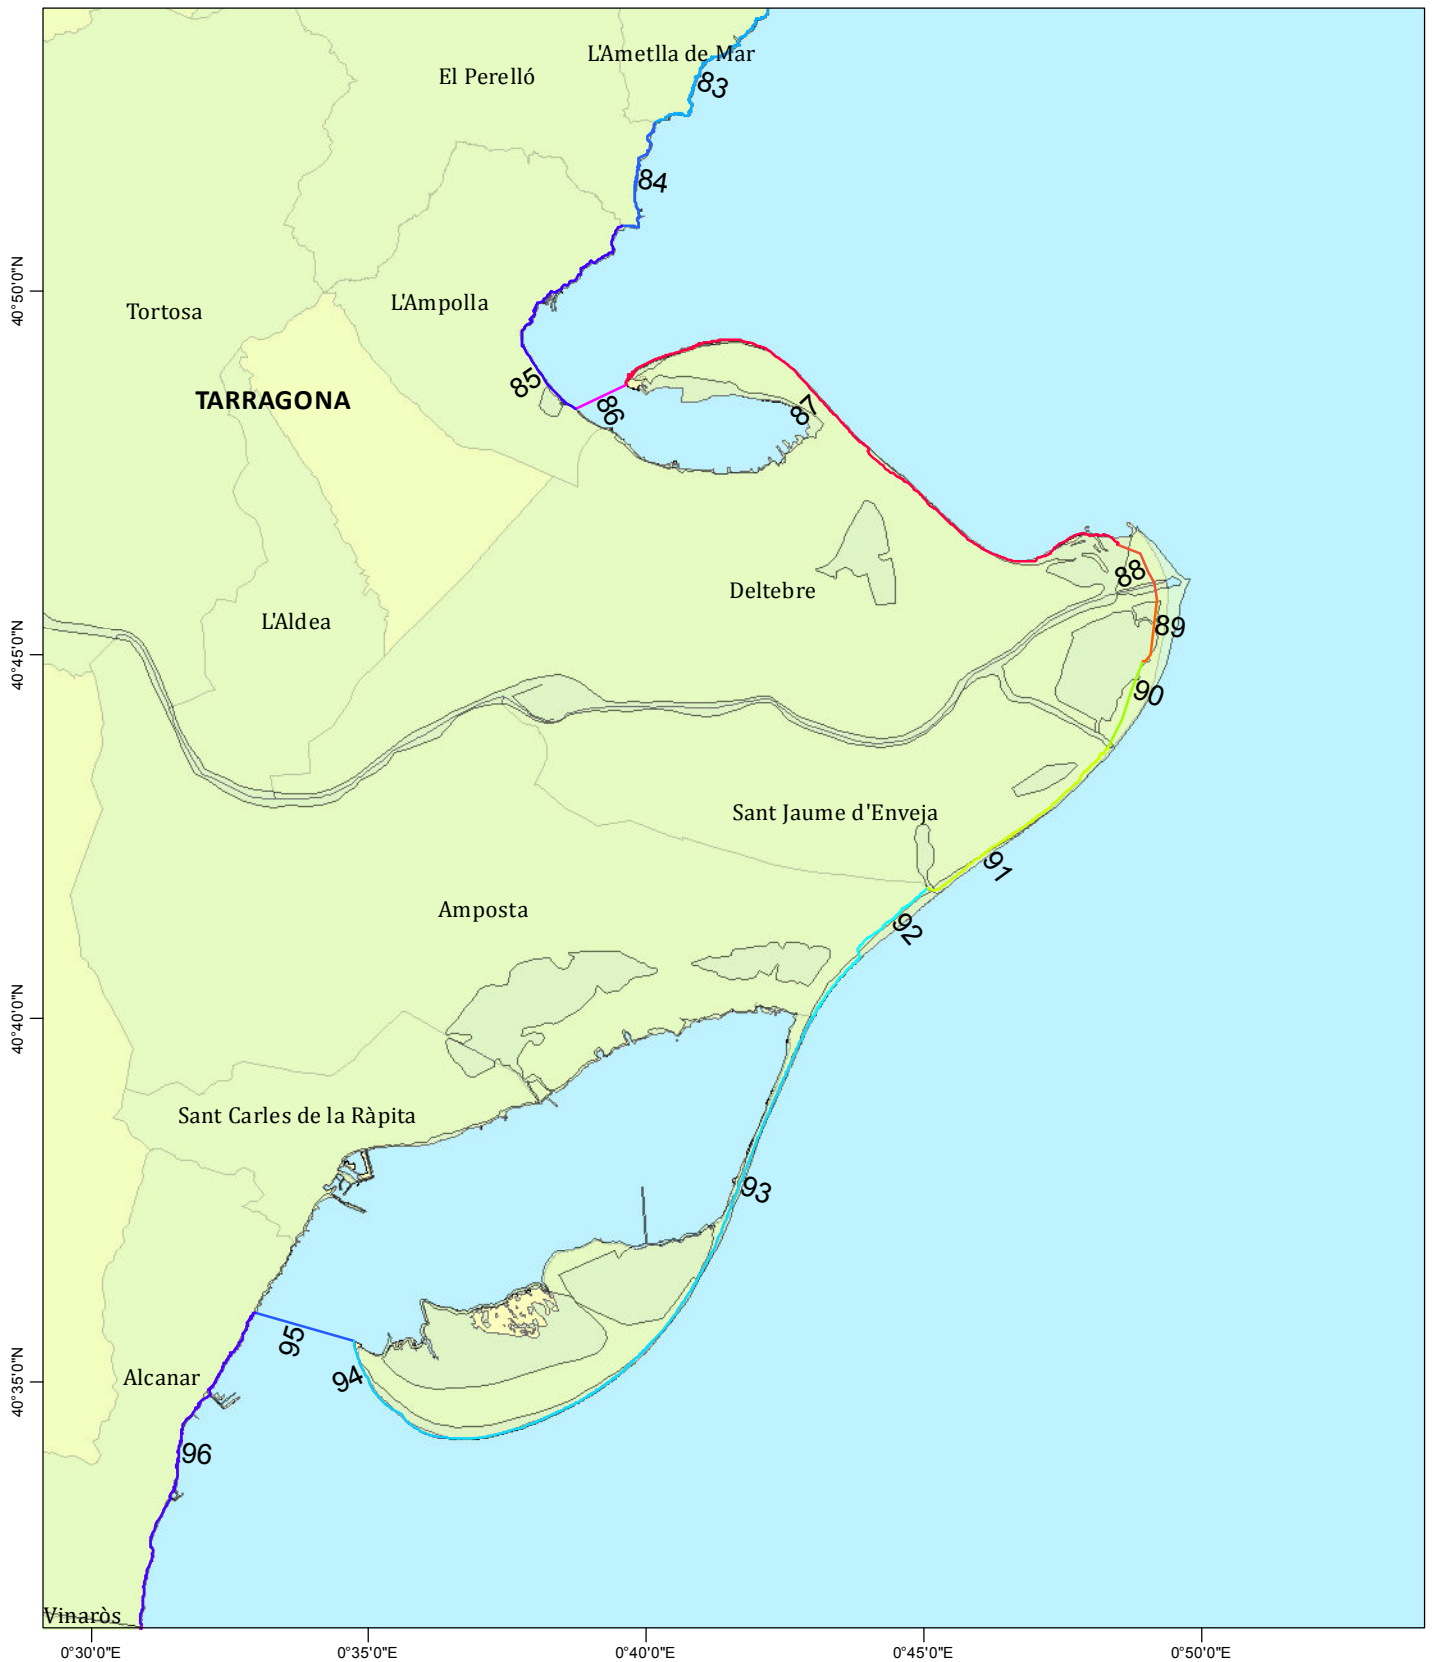 L'Ametlla de Mar
El Perelló
83
84
40°50'0"N
Tortosa
L'Ampolla
TARRAGONA
85
86
87
Deltebre
88
L'Aldea
89
40°45'0"N
90
Sant Jaume d'Enveja
91
Amposta
92
40°40'0"N
Sant Carles de la Ràpita
93
95
94
Alcanar
40°35'0"N
96
Vinaròs
0°30'0"E
0°35'0"E
0°40'0"E
0°45'0"E
0°50'0"E